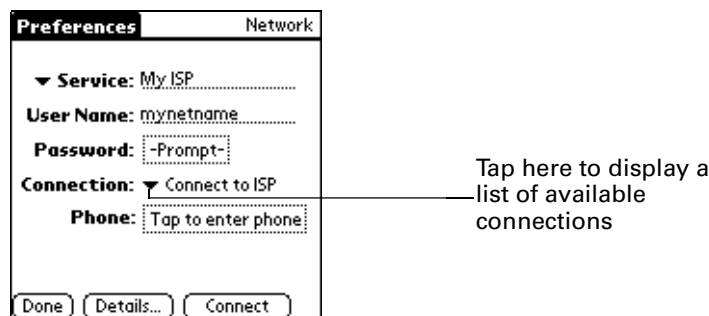 Preferences Network
Service: My ISP
User Name: mynetname
Password: -Prompt-
Connection: Connect to ISP
Phone: Tap to enter phone
Done Details... Connect
Tap here to display a
list of available
connections